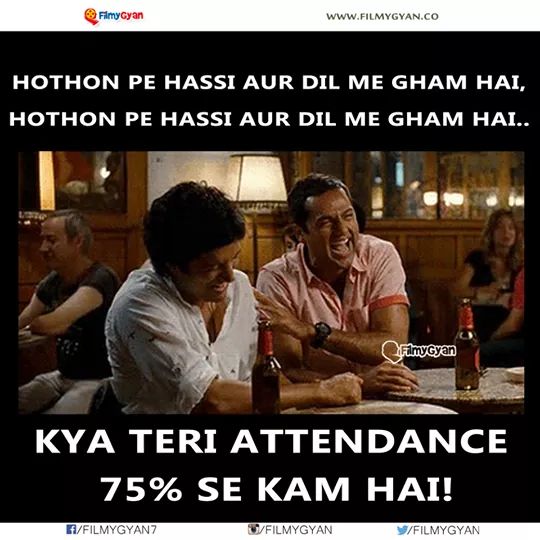 FilmyGyan
WWW.FILMYGYAN.CO
HOTHON PE HASSI AUR DIL ME GHAM HAI,
HOTHON PE HASSI AUR DIL ME GHAM HAI..
FilmyGyan
KYA TERI ATTENDANCE
75% SE KAM HAI!
/FILMYGYAN7
/FILMYGYAN
/FILMYGYAN